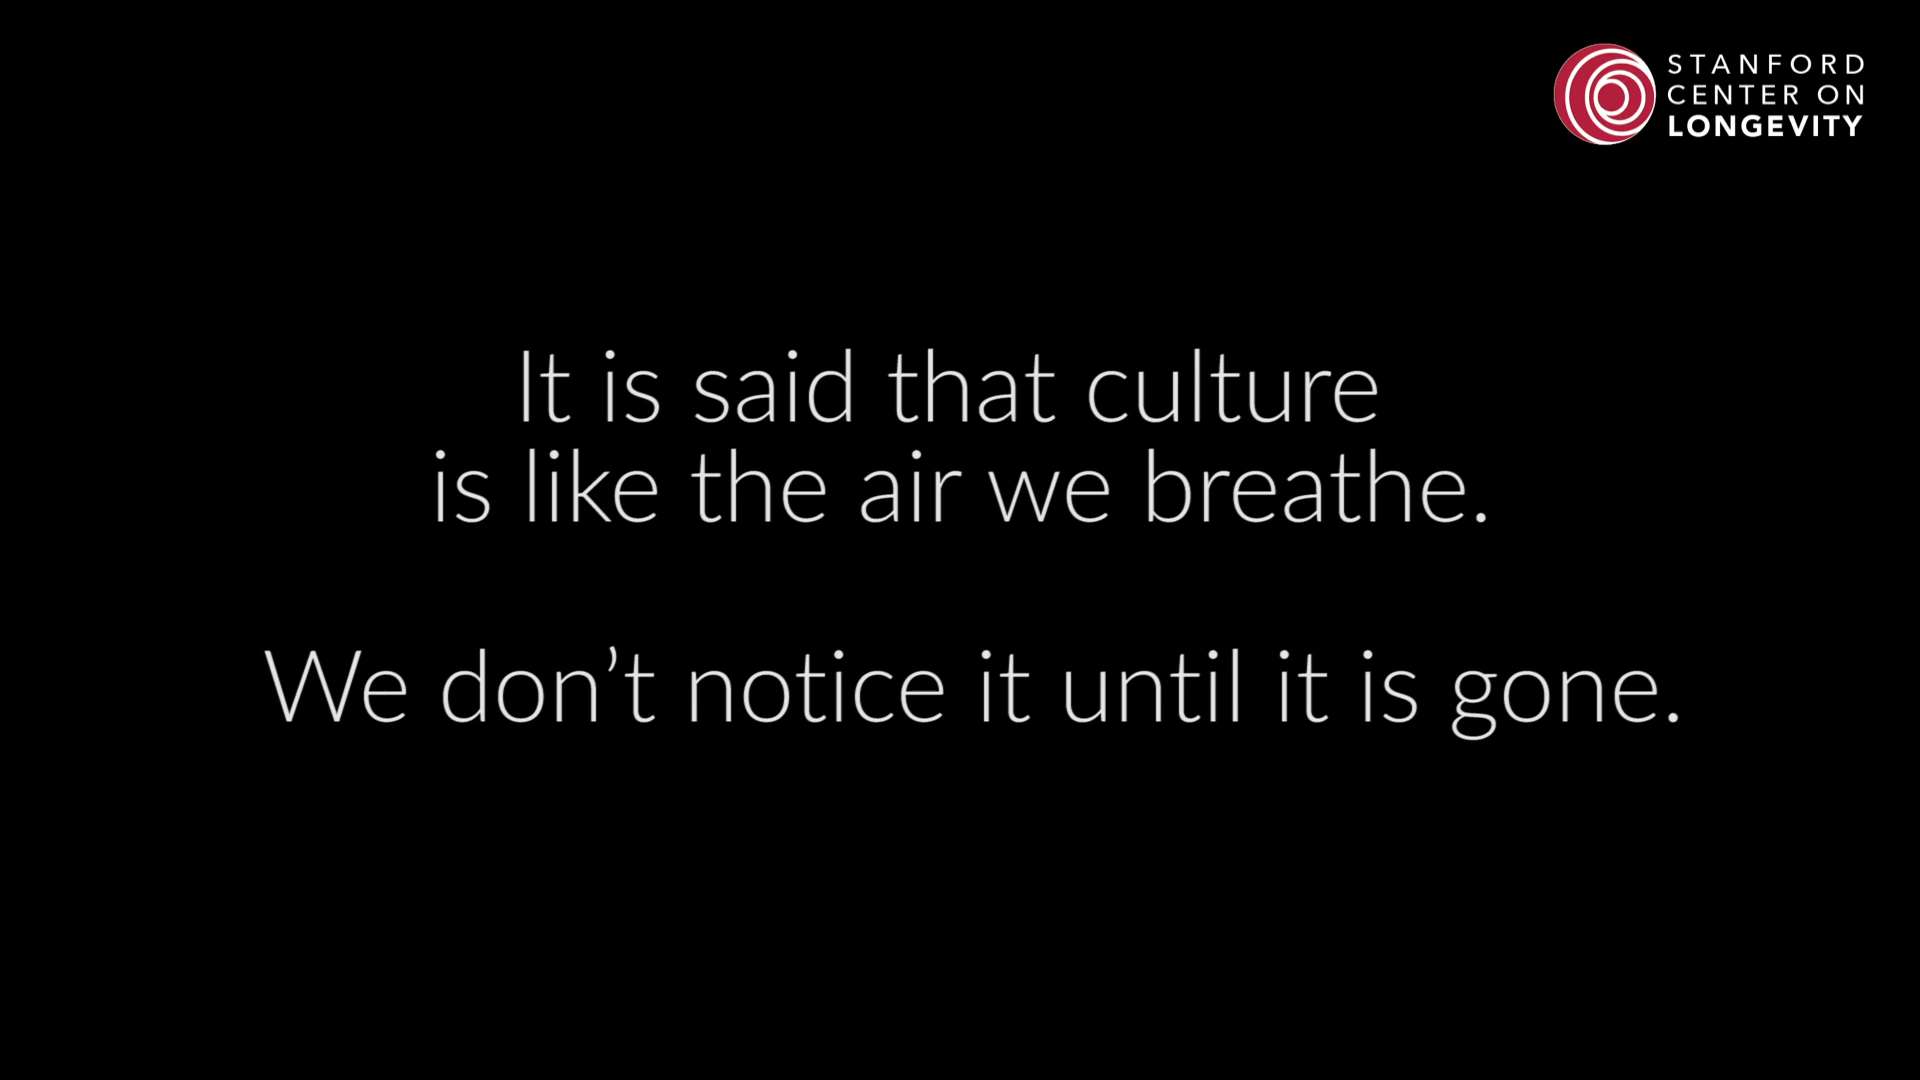 STANFORD
CENTER ON
LONGEVITY
It is said that culture
is like the air we breathe.
We don’t notice it until it is gone.